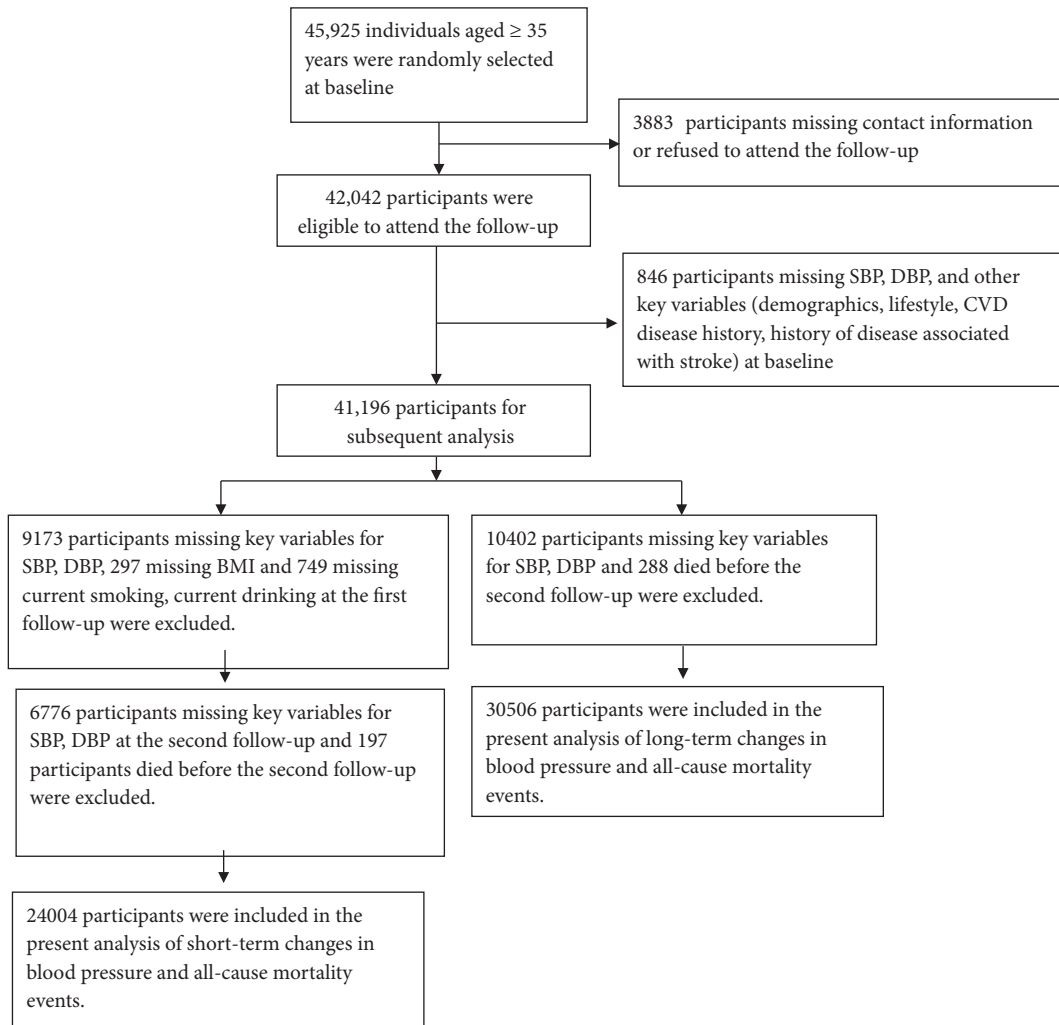 45,925 individuals aged ≥ 35
years were randomly selected
at baseline
3883 participants missing contact information
or refused to attend the follow-up
42,042 participants were
eligible to attend the follow-up
846 participants missing SBP, DBP, and other
key variables (demographics, lifestyle, CVD
disease history, history of disease associated
with stroke) at baseline
41,196 participants for
subsequent analysis
9173 participants missing key variables for
SBP, DBP, 297 missing BMI and 749 missing
current smoking, current drinking at the first
follow-up were excluded.
10402 participants missing key variables
for SBP, DBP and 288 died before the
second follow-up were excluded.
6776 participants missing key variables for
SBP, DBP at the second follow-up and 197
participants died before the second follow-up
were excluded.
30506 participants were included in the
present analysis of long-term changes in
blood pressure and all-cause mortality
events.
24004 participants were included in the
present analysis of short-term changes in
blood pressure and all-cause mortality
events.